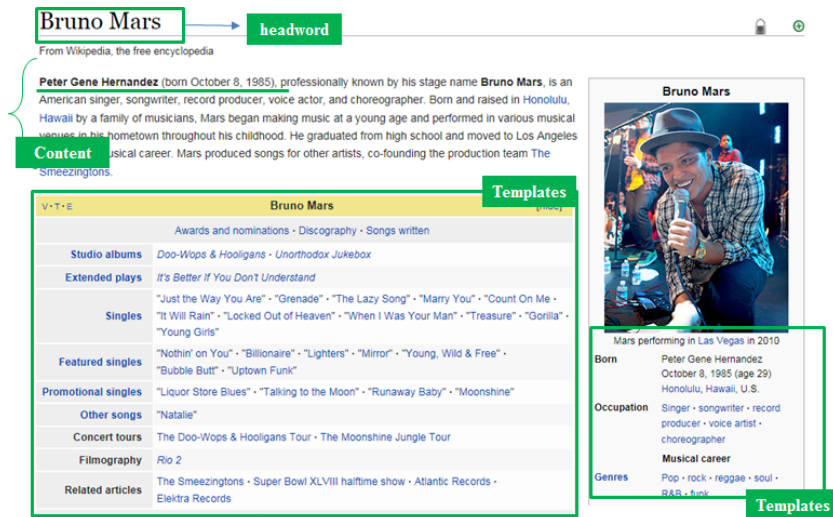 Bruno Mars
headword
From Wikipedia, the free encyclopedia
Peter Gene Hernandez (born October 8, 1985), professionally known by his stage name Bruno Mars, is an
American singer, songwriter, record producer, voice actor, and choreographer. Born and raised in Honolulu,
Hawaii by a family of musicians, Mars began making music at a young age and performed in various musical
venues in his hometown throughout his childhood. He graduated from high school and moved to Los Angeles
Content
musical career. Mars produced songs for other artists, co-founding the production team The
Smeezingtons.
Templates
V · T · E Bruno Mars [hide]
Awards and nominations · Discography · Songs written
Studio albums Doo-Wops & Hooligans · Unorthodox Jukebox
Extended plays It's Better If You Don't Understand
Singles "Just the Way You Are" · "Grenade" · "The Lazy Song" · "Marry You" · "Count On Me ·
"It Will Rain" · "Locked Out of Heaven" · "When I Was Your Man" · "Treasure" · "Gorilla" ·
"Young Girls"
Featured singles "Nothin' on You" · "Billionaire" · "Lighters" · "Mirror" · "Young, Wild & Free" ·
"Bubble Butt" · "Uptown Funk"
Promotional singles "Liquor Store Blues" · "Talking to the Moon" · "Runaway Baby" · "Moonshine"
Other songs "Natalie"
Concert tours The Doo-Wops & Hooligans Tour · The Moonshine Jungle Tour
Filmography Rio 2
Related articles The Smeezingtons · Super Bowl XLVIII halftime show · Atlantic Records ·
Elektra Records
Bruno Mars
Mars performing in Las Vegas in 2010
Born Peter Gene Hernandez
October 8, 1985 (age 29)
Honolulu, Hawaii, U.S.
Occupation Singer · songwriter · record
producer · voice artist ·
choreographer
Musical career
Genres Pop · rock · reggae · soul ·
R&B · funk
Templates